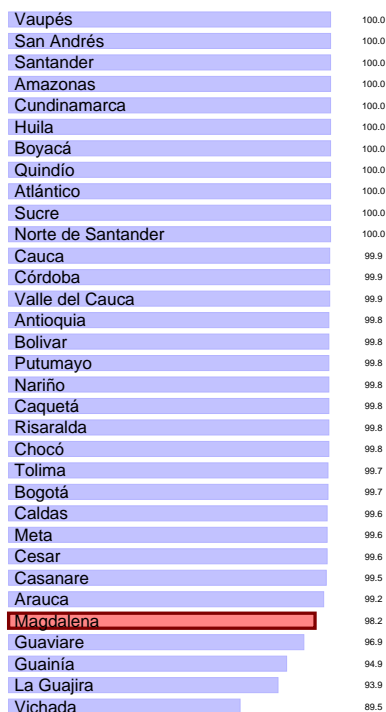 Vaupés 100.0
San Andrés 100.0
Santander 100.0
Amazonas 100.0
Cundinamarca 100.0
Huila 100.0
Boyacá 100.0
Quindío 100.0
Atlántico 100.0
Sucre 100.0
Norte de Santander 100.0
Cauca 99.9
Córdoba 99.9
Valle del Cauca 99.9
Antioquia 99.8
Bolivar 99.8
Putumayo 99.8
Nariño 99.8
Caquetá 99.8
Risaralda 99.8
Chocó 99.8
Tolima 99.7
Bogotá 99.7
Caldas 99.6
Meta 99.6
Cesar 99.6
Casanare 99.5
Arauca 99.2
Magdalena 98.2
Guaviare 96.9
Guainía 94.9
La Guajira 93.9
Vichada 89.5